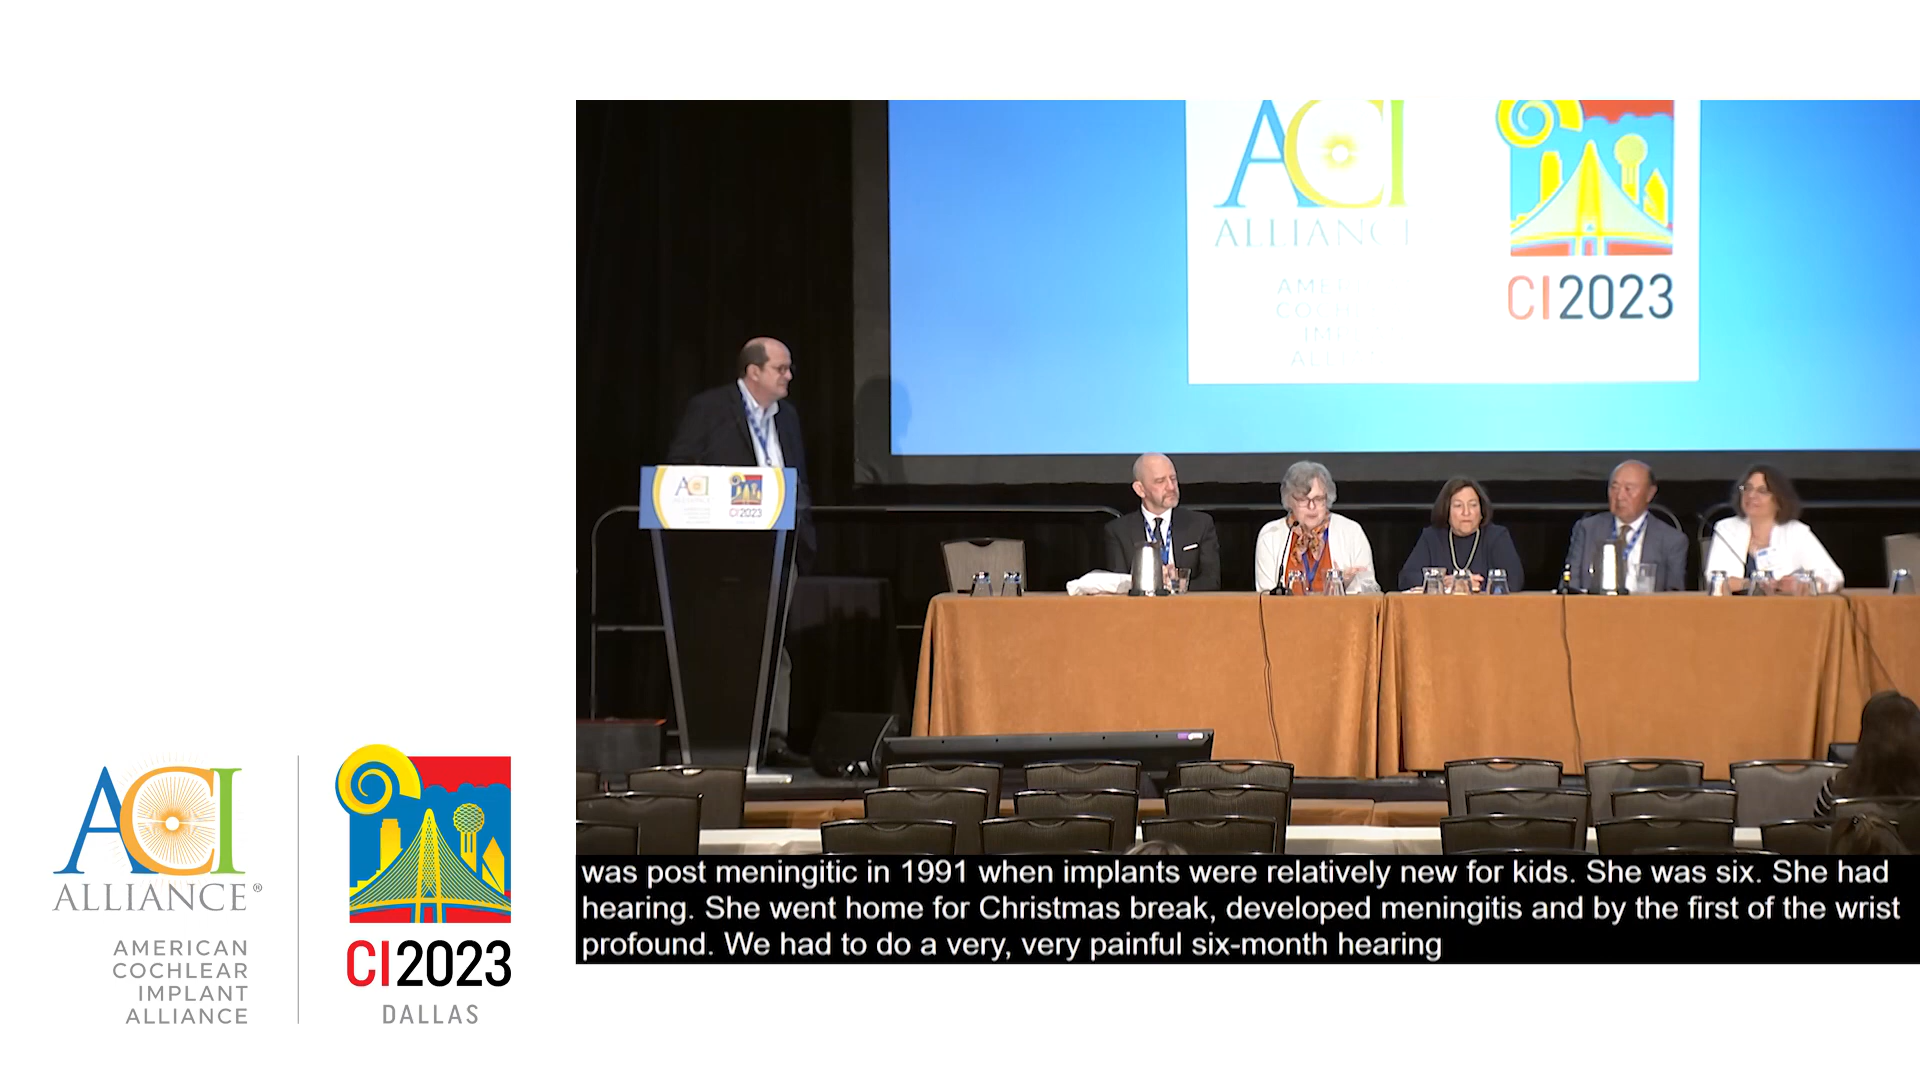 ACI
ALLIANCE
CI2023
ACI
CI2023
was post meningitic in 1991 when implants were relatively new for kids. She was six. She had
hearing. She went home for Christmas break, developed meningitis and by the first of the wrist
profound. We had to do a very, very painful six-month hearing
ACI
ALLIANCE®
AMERICAN
COCHLEAR
IMPLANT
ALLIANCE
CI2023
DALLAS